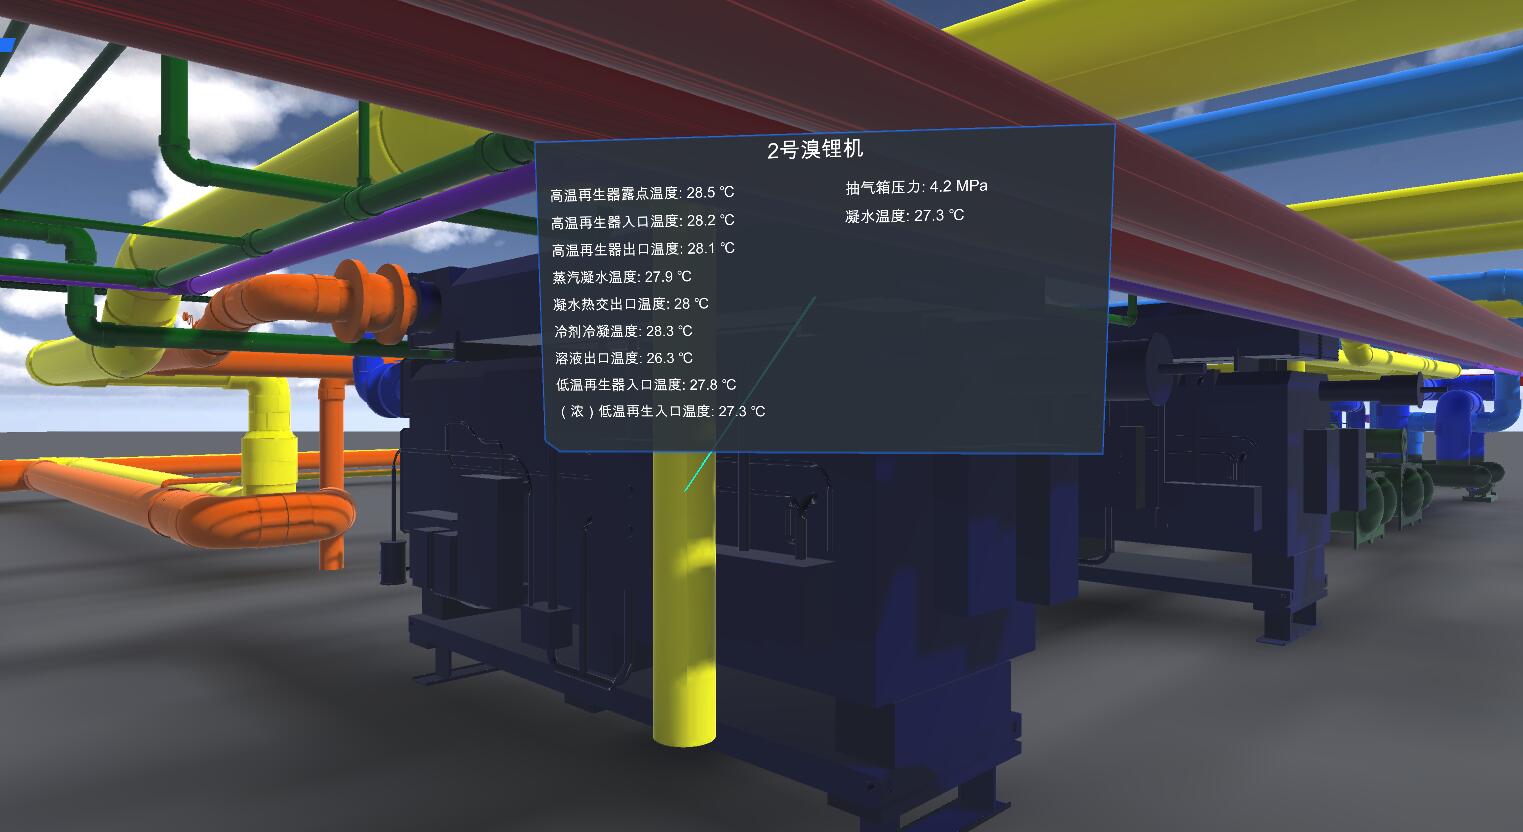 2号溴锂机
高温再生器露点温度: 28.5 ℃
高温再生器入口温度: 28.2 ℃
高温再生器出口温度: 28.1 ℃
蒸汽凝水温度: 27.9 ℃
凝水热交出口温度: 28 ℃
冷剂冷凝温度: 28.3 ℃
溶液出口温度: 26.3 ℃
低温再生器入口温度: 27.8 ℃
（浓）低温再生入口温度: 27.3 ℃
抽气箱压力: 4.2 MPa
凝水温度: 27.3 ℃